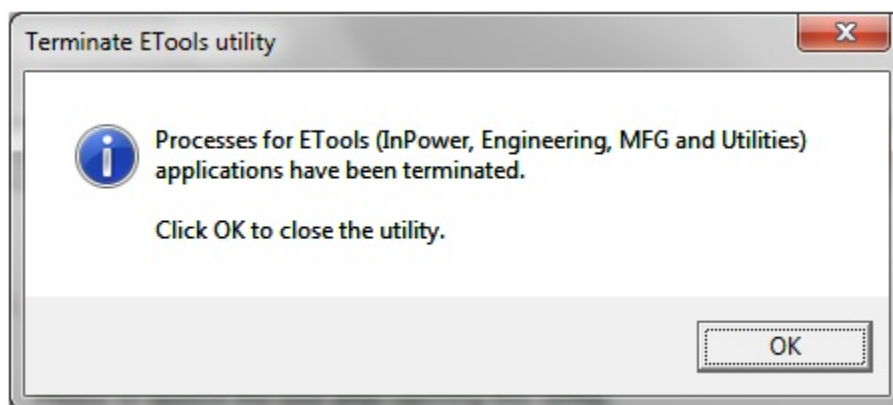 Terminate ETools utility
Processes for ETools (InPower, Engineering, MFG and Utilities)
applications have been terminated.
Click OK to close the utility.
OK